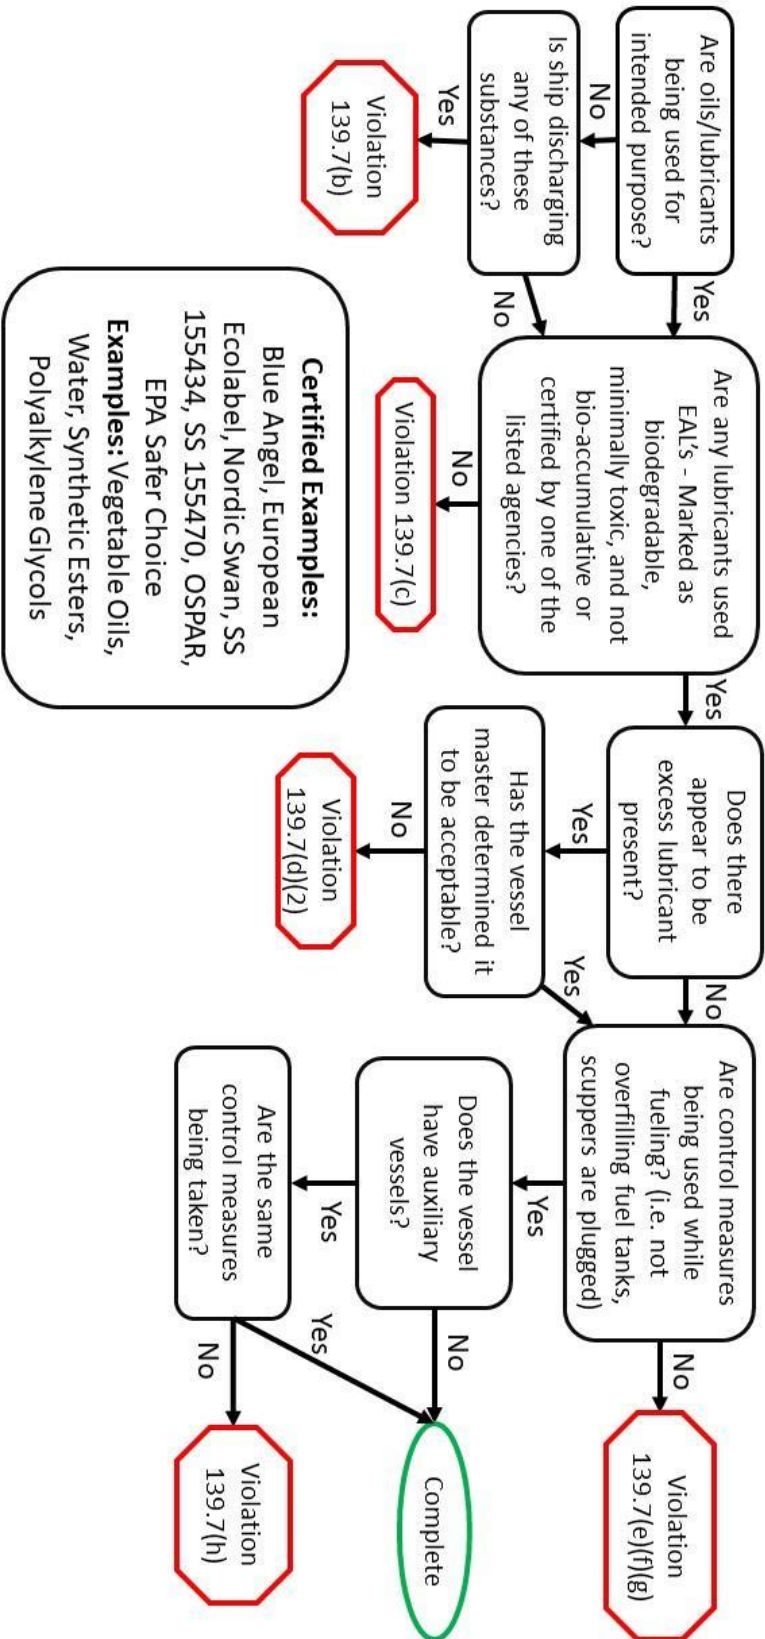 Are oils/lubricants
being used for
intended purpose?
Yes
No
Is ship discharging
any of these
substances?
No
Yes
Violation
139.7(b)
Are any lubricants used
EAL's - Marked as
biodegradable,
minimally toxic, and not
bio-accumulative or
certified by one of the
listed agencies?
Yes
No
Violation 139.7(c)
Does there
appear to be
excess lubricant
present?
No
Yes
Has the vessel
master determined it
to be acceptable?
Yes
No
Violation
139.7(d)(2)
Are control measures
being used while
fueling? (i.e. not
overfilling fuel tanks,
scuppers are plugged)
No
Violation
139.7(e)(f)(g)
Yes
Does the vessel
have auxiliary
vessels?
No
Complete
Yes
Are the same
control measures
being taken?
Yes
No
Violation
139.7(h)
Certified Examples:
Blue Angel, European
Ecolabel, Nordic Swan, SS
155434, SS 155470, OSPAR,
EPA Safer Choice
Examples: Vegetable Oils,
Water, Synthetic Esters,
Polyalkylene Glycols